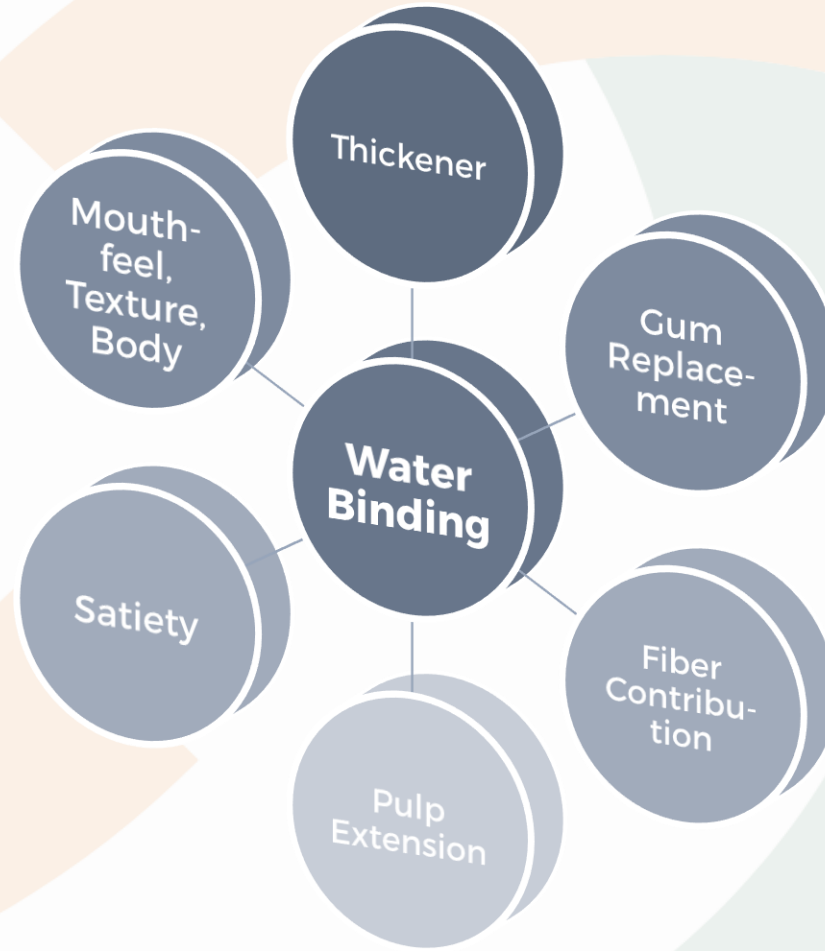 Thickener
Mouth-
feel,
Texture,
Body
Gum
Replace-
ment
Water
Binding
Satiety
Fiber
Contribu-
tion
Pulp
Extension